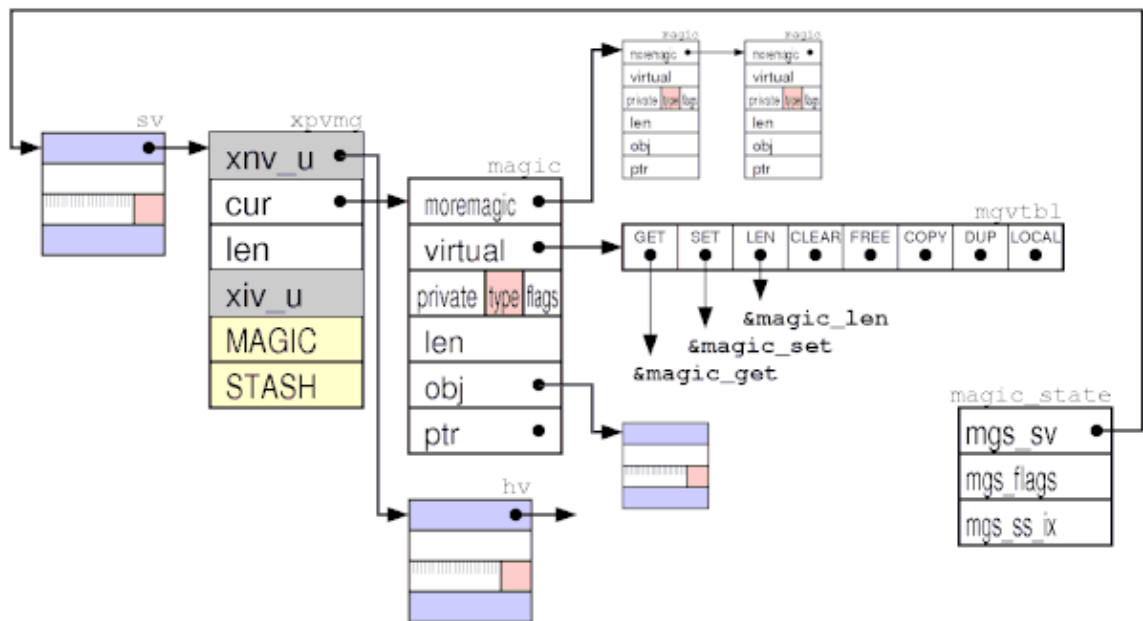 magic
magic
moremagic
moremagic
virtual
virtual
private type flags
private type flags
len
len
obj
obj
ptr
ptr
sv
xpvmg
xnv_u
cur
len
xiv_u
MAGIC
STASH
magic
moremagic
virtual
private type flags
len
obj
ptr
mgvtbl
GET SET LEN CLEAR FREE COPY DUP LOCAL
&magic_len
&magic_set
&magic_get
hv
magic_state
mgs_sv
mgs_flags
mgs_ss_ix